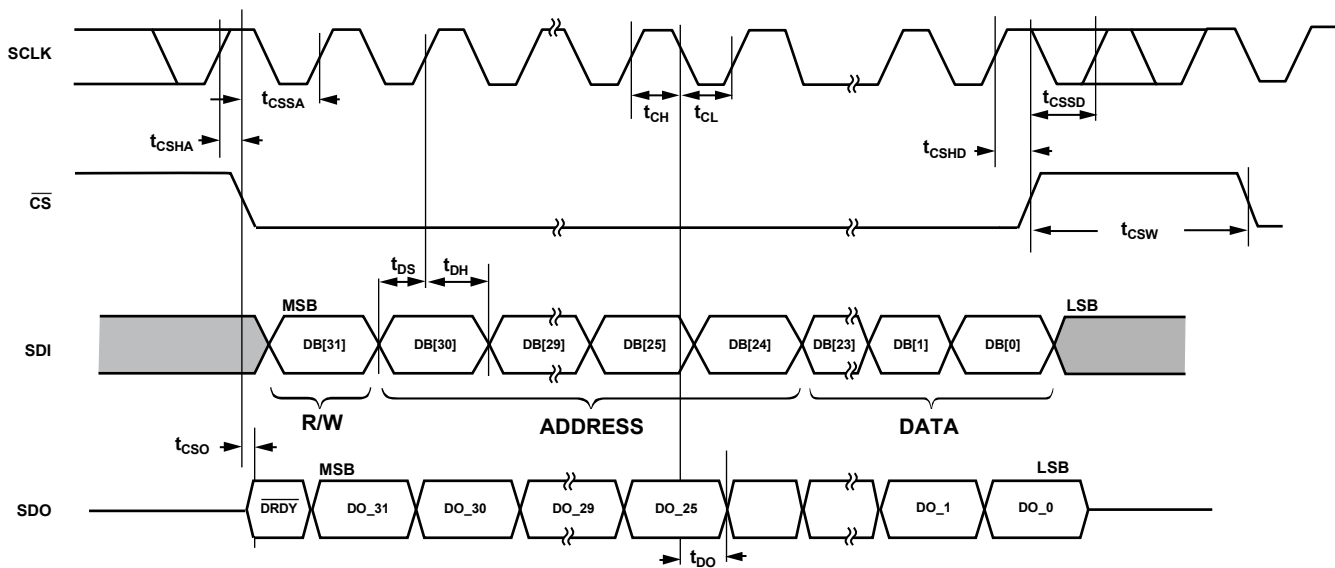 SCLK
tCSSA
tCH
tCL
tCSSD
tCSHA
tCSHD
CS
tCSW
tDS
tDH
MSB
LSB
SDI
DB[31]
DB[30]
DB[29]
DB[25]
DB[24]
DB[23]
DB[1]
DB[0]
R/W
ADDRESS
DATA
tCSO
MSB
LSB
SDO
DRDY
DO_31
DO_30
DO_29
DO_25
DO_1
DO_0
tDO